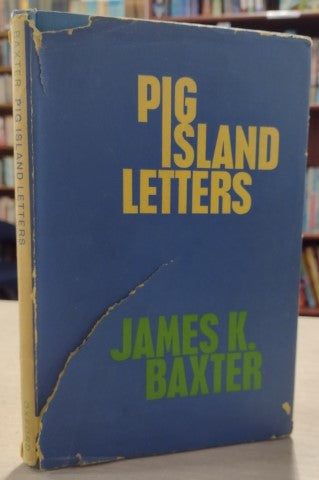 PIG
ISLAND
LETTERS
JAMES K.
BAXTER
BAXTER PIG ISLAND LETTERS